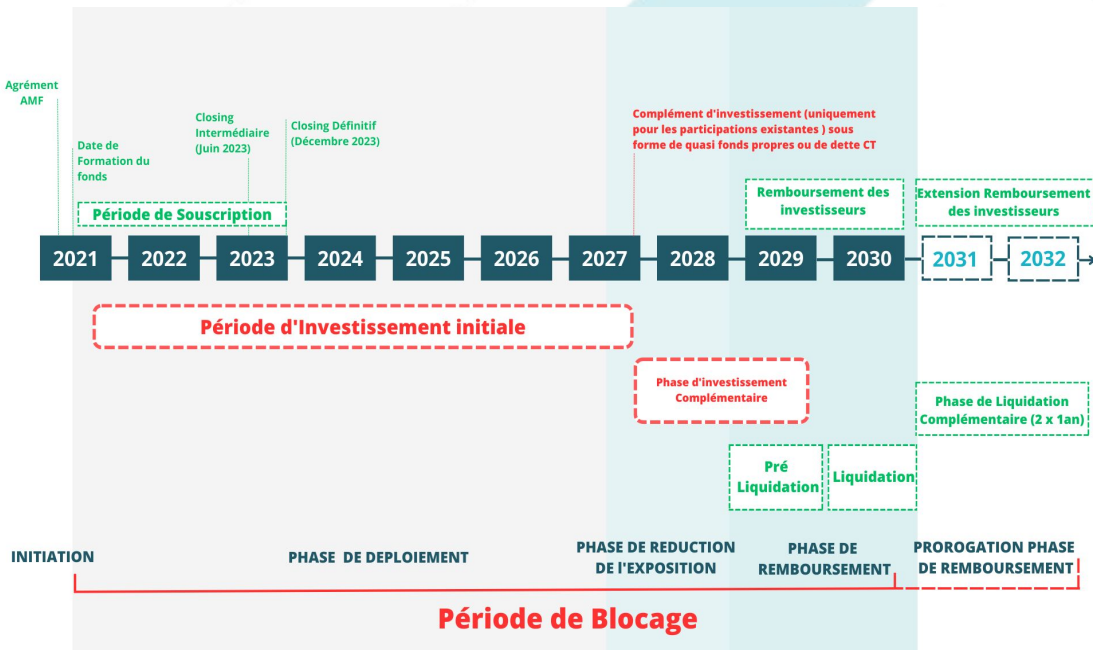 Agrément
AMF
Date de
Formation du
fonds
Closing
Intermédiaire
(Juin 2023)
Closing Définitif
(Décembre 2023)
Complément d'investissement (uniquement
pour les participations existantes ) sous
forme de quasi fonds propres ou de dette CT
Période de Souscription
Remboursement des
investisseurs
Extension Remboursement
des investisseurs
2021
2022
2023
2024
2025
2026
2027
2028
2029
2030
2031
2032
Période d'Investissement initiale
Phase d'investissement
Complémentaire
Phase de Liquidation
Complémentaire (2 x 1an)
Pré
Liquidation
Liquidation
INITIATION
PHASE DE DEPLOIEMENT
PHASE DE REDUCTION
DE l'EXPOSITION
PHASE DE
REMBOURSEMENT
PROROGATION PHASE
DE REMBOURSEMENT
Période de Blocage